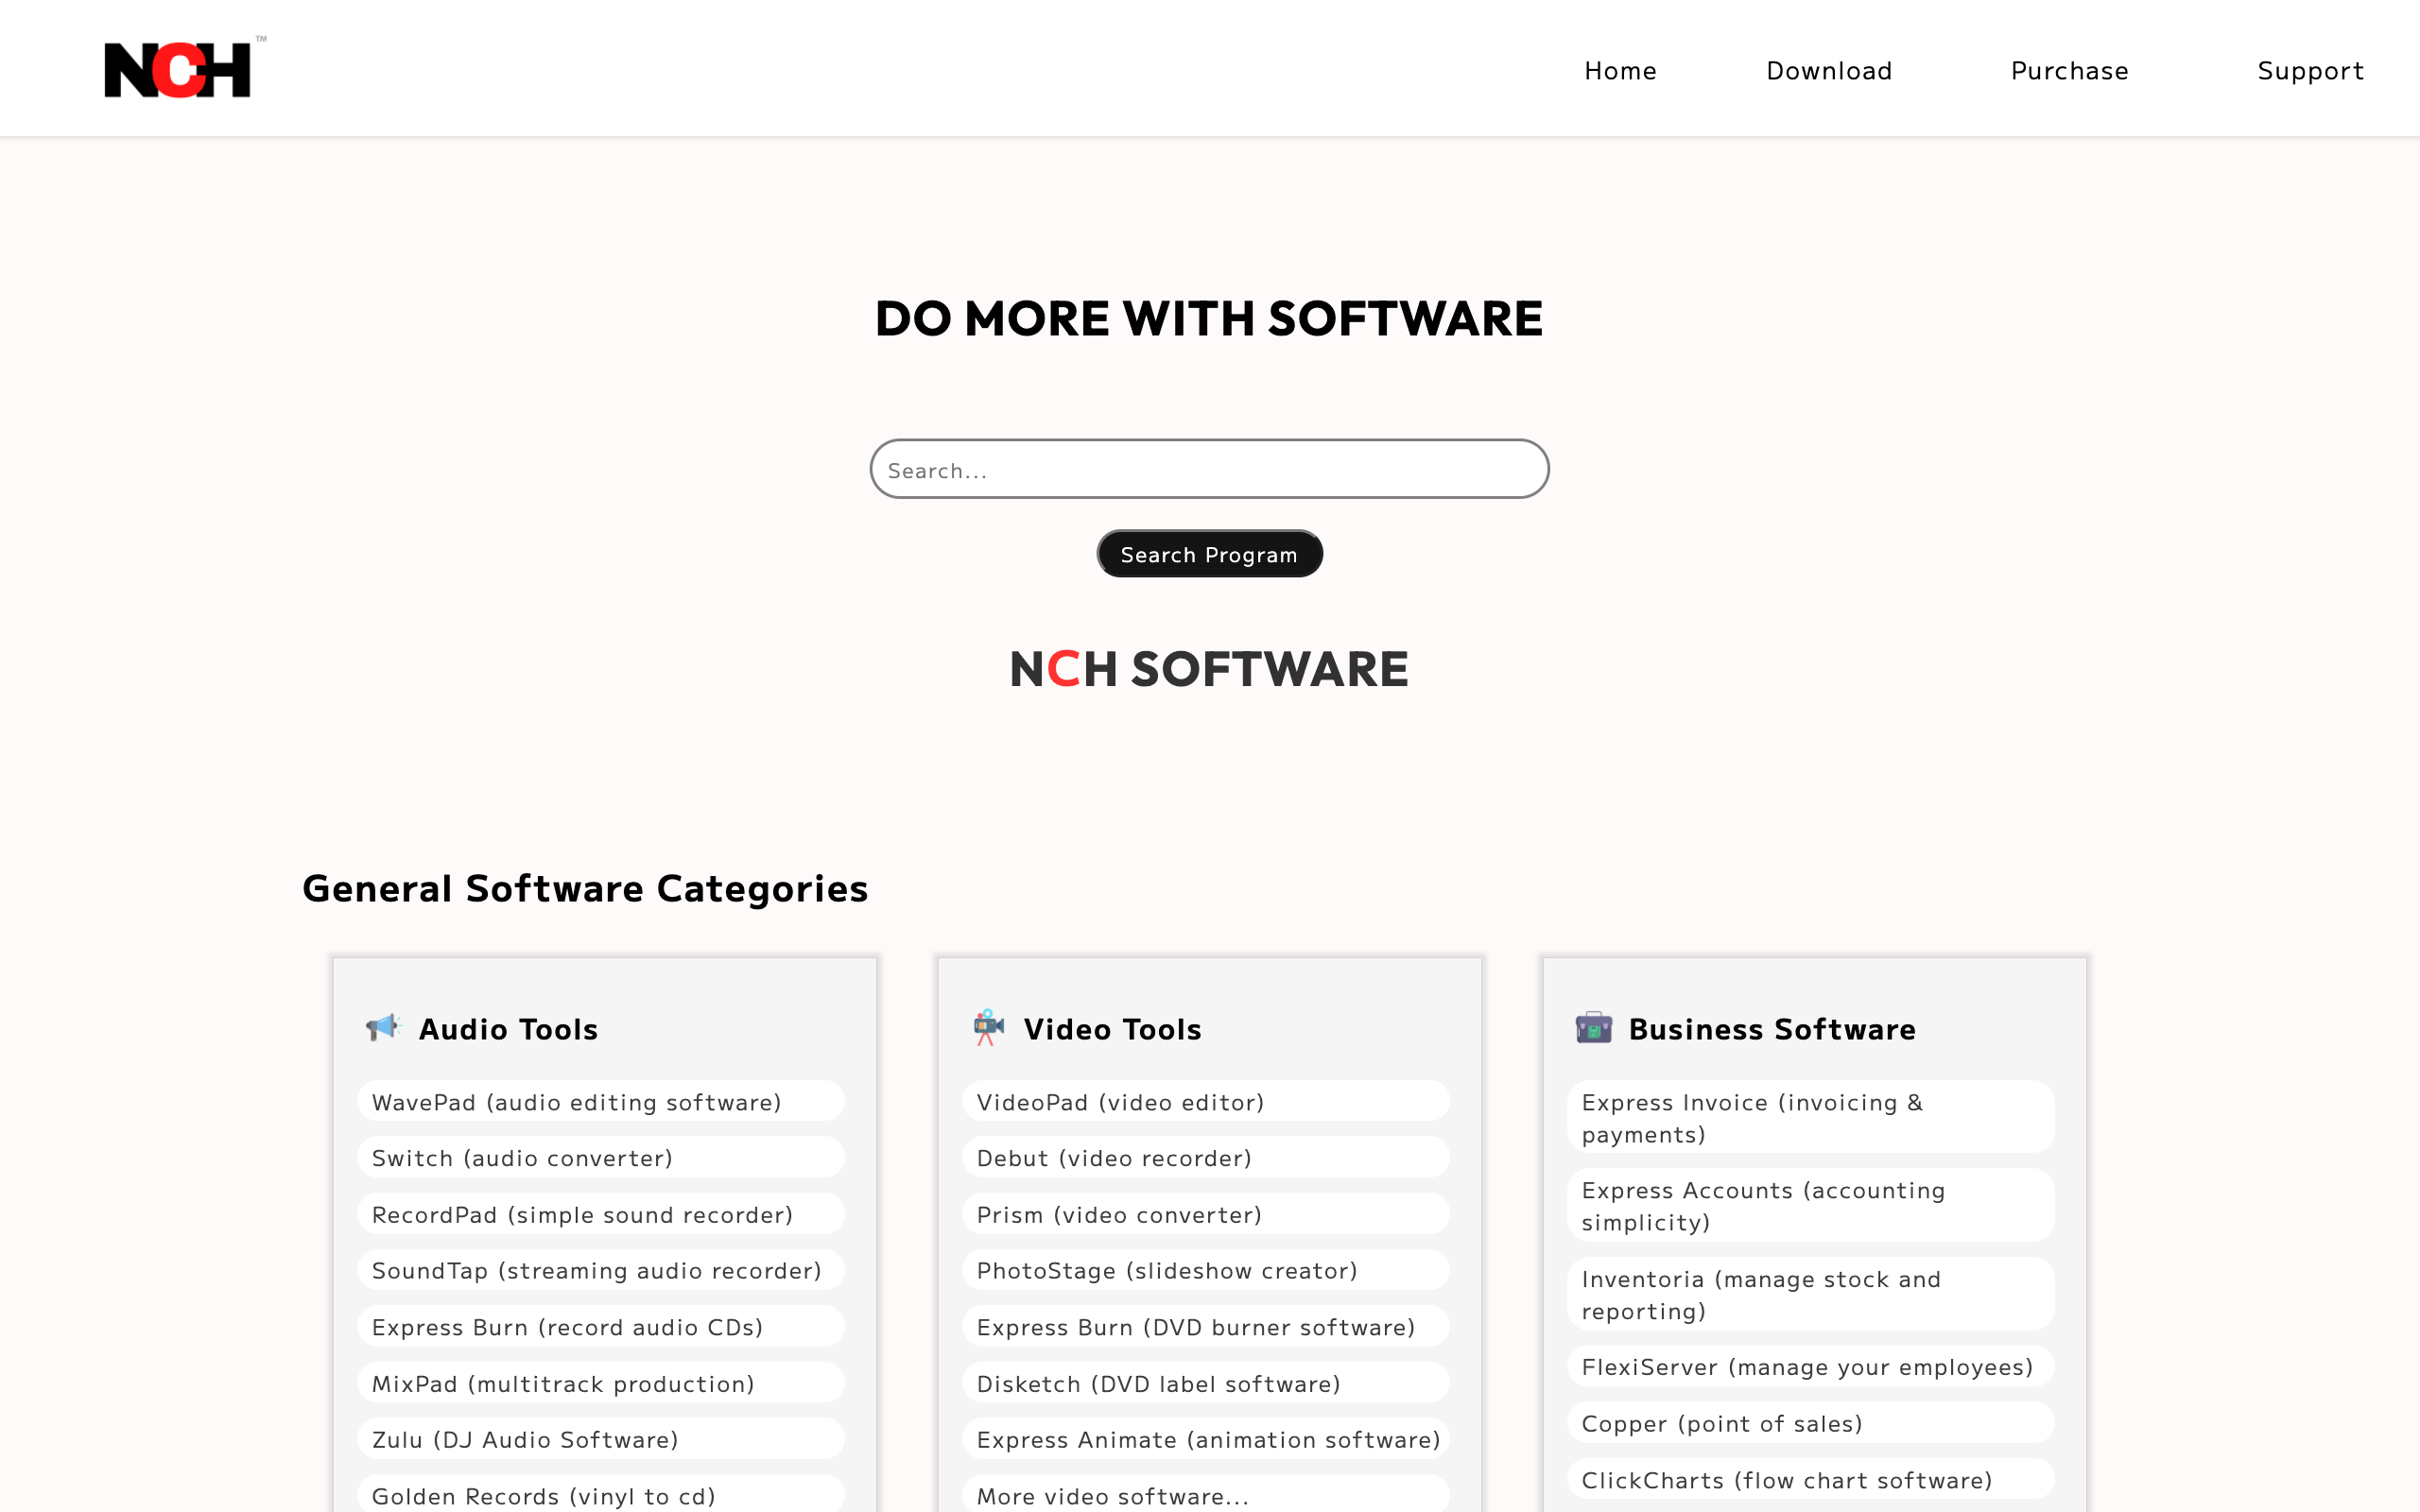 NCH™
Home Download Purchase Support
DO MORE WITH SOFTWARE
Search...
Search Program
NCH SOFTWARE
General Software Categories
Audio Tools
WavePad (audio editing software)
Switch (audio converter)
RecordPad (simple sound recorder)
SoundTap (streaming audio recorder)
Express Burn (record audio CDs)
MixPad (multitrack production)
Zulu (DJ Audio Software)
Golden Records (vinyl to cd)
Video Tools
VideoPad (video editor)
Debut (video recorder)
Prism (video converter)
PhotoStage (slideshow creator)
Express Burn (DVD burner software)
Disketch (DVD label software)
Express Animate (animation software)
More video software...
Business Software
Express Invoice (invoicing &
payments)
Express Accounts (accounting
simplicity)
Inventoria (manage stock and
reporting)
FlexiServer (manage your employees)
Copper (point of sales)
ClickCharts (flow chart software)